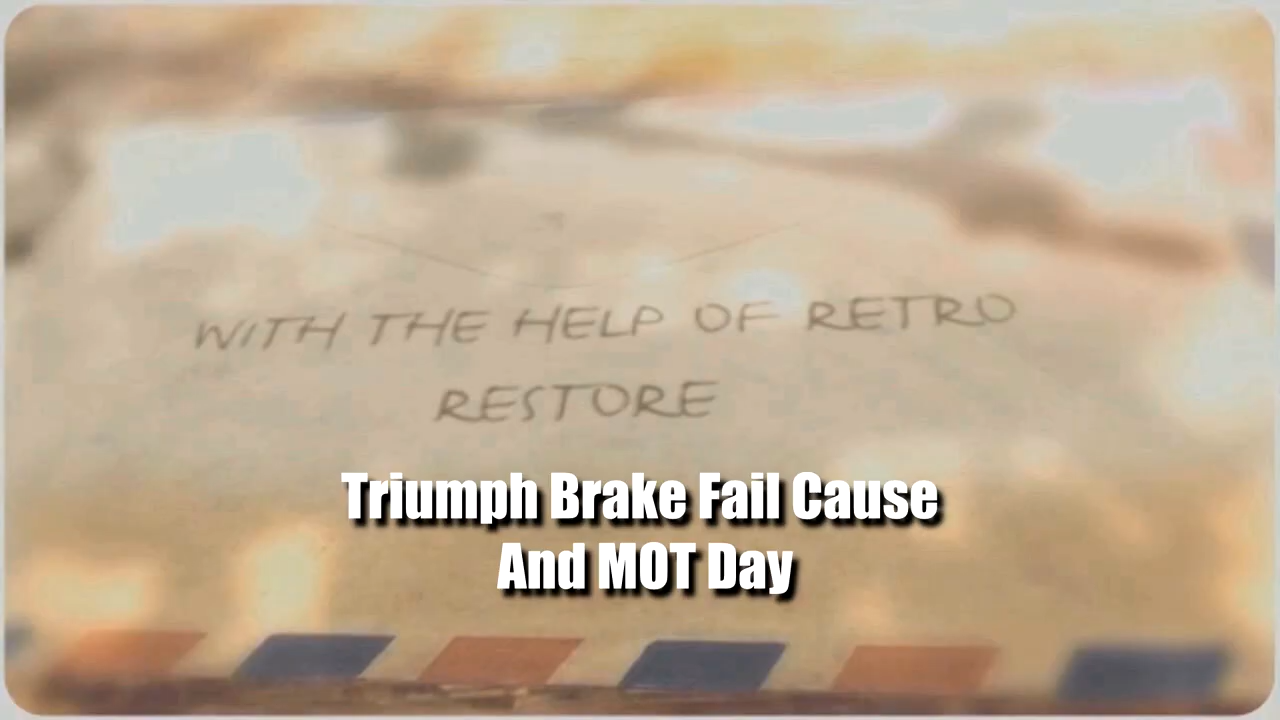 WITH THE HELP OF RETRO
RESTORE
Triumph Brake Fail Cause
And MOT Day